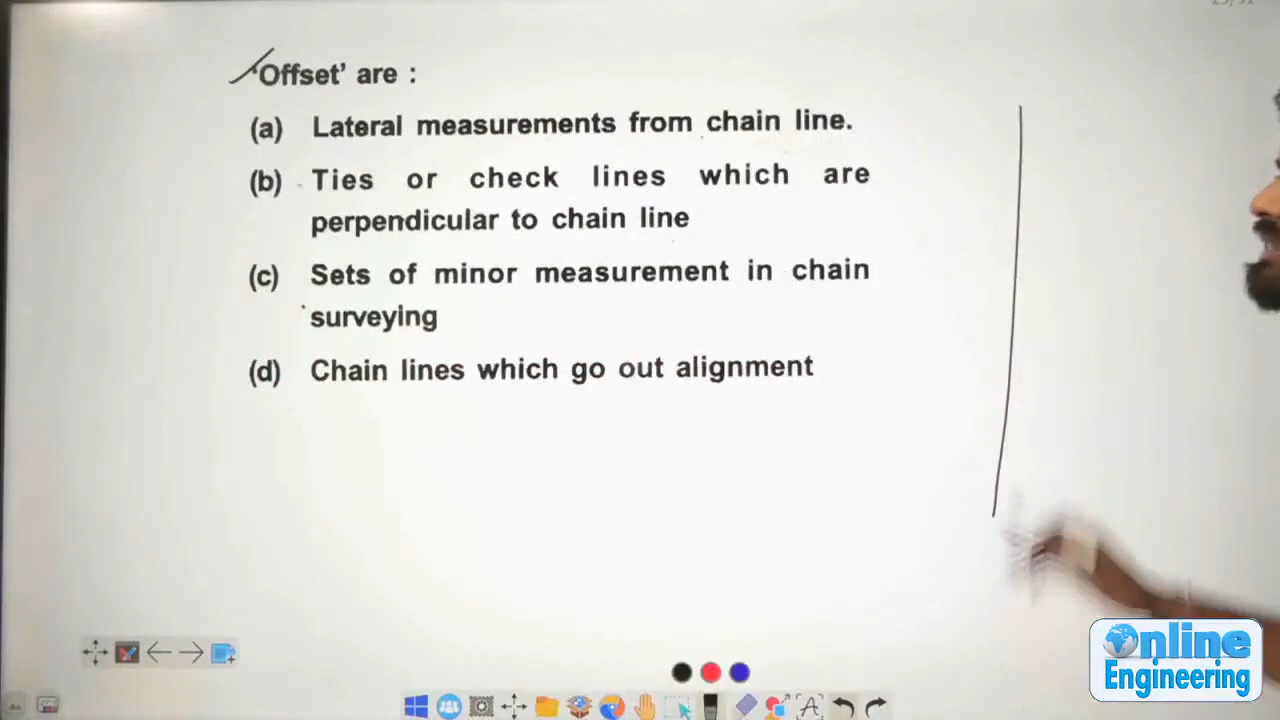 'Offset' are :
(a) Lateral measurements from chain line.
(b) Ties or check lines which are
perpendicular to chain line
(c) Sets of minor measurement in chain
surveying
(d) Chain lines which go out alignment
Online
Engineering